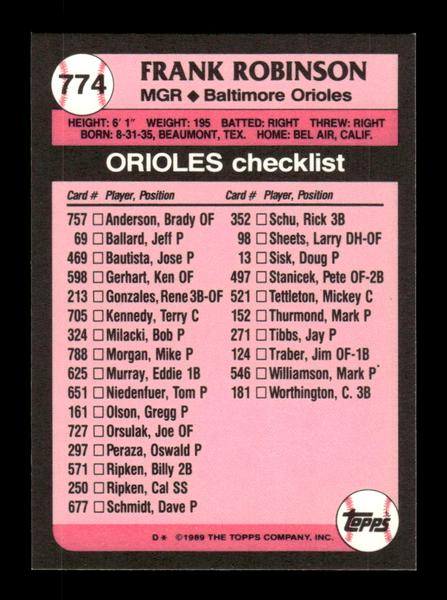 774
FRANK ROBINSON
MGR ◆ Baltimore Orioles
HEIGHT: 6' 1" WEIGHT: 195 BATTED: RIGHT THREW: RIGHT
BORN: 8-31-35, BEAUMONT, TEX. HOME: BEL AIR, CALIF.
ORIOLES checklist
Card # Player, Position
757 ☐ Anderson, Brady OF
69 ☐ Ballard, Jeff P
469 ☐ Bautista, Jose P
598 ☐ Gerhart, Ken OF
213 ☐ Gonzales, Rene 3B-OF
705 ☐ Kennedy, Terry C
324 ☐ Milacki, Bob P
788 ☐ Morgan, Mike P
625 ☐ Murray, Eddie 1B
651 ☐ Niedenfuer, Tom P
161 ☐ Olson, Gregg P
727 ☐ Orsulak, Joe OF
297 ☐ Peraza, Oswald P
571 ☐ Ripken, Billy 2B
250 ☐ Ripken, Cal SS
677 ☐ Schmidt, Dave P
Card # Player, Position
352 ☐ Schu, Rick 3B
98 ☐ Sheets, Larry DH-OF
13 ☐ Sisk, Doug P
497 ☐ Stanicek, Pete OF-2B
521 ☐ Tettleton, Mickey C
152 ☐ Thurmond, Mark P
271 ☐ Tibbs, Jay P
124 ☐ Traber, Jim OF-1B
546 ☐ Williamson, Mark P
181 ☐ Worthington, C. 3B
Topps
D* ©1989 THE TOPPS COMPANY, INC.